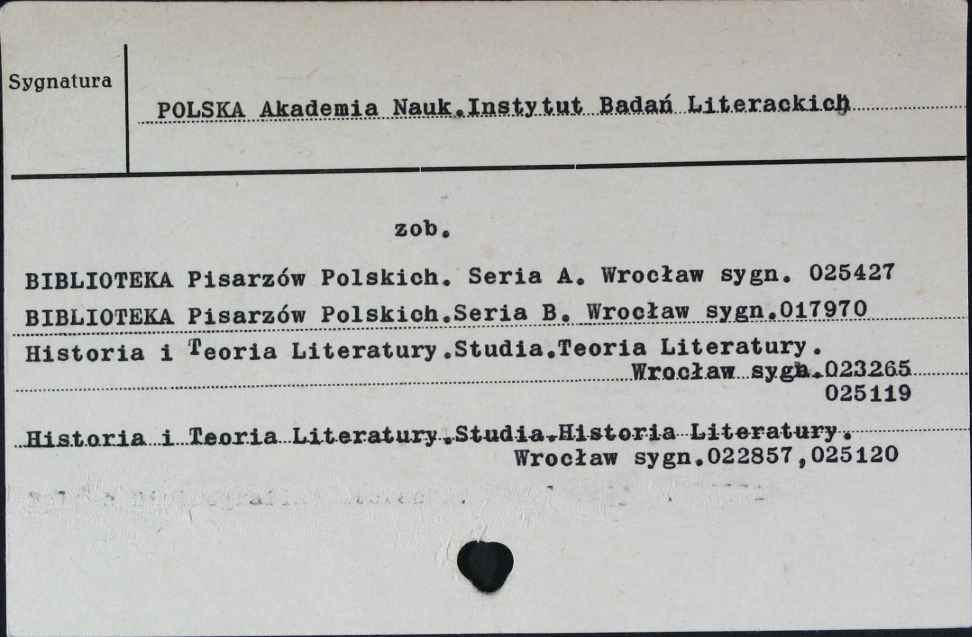 Sygnatura
POLSKA Akademia Nauk.Instytut Badań Literackich
zob.
BIBLIOTEKA Pisarzów Polskich. Seria A. Wrocław sygn. 025427
BIBLIOTEKA Pisarzów Polskich.Seria B. Wrocław sygn.017970
Historia i Teoria Literatury.Studia.Teoria Literatury.
Wrocław sygn.023265
025119
Historia i Teoria Literatury.Studia.Historia Literatury.
Wrocław sygn.022857,025120